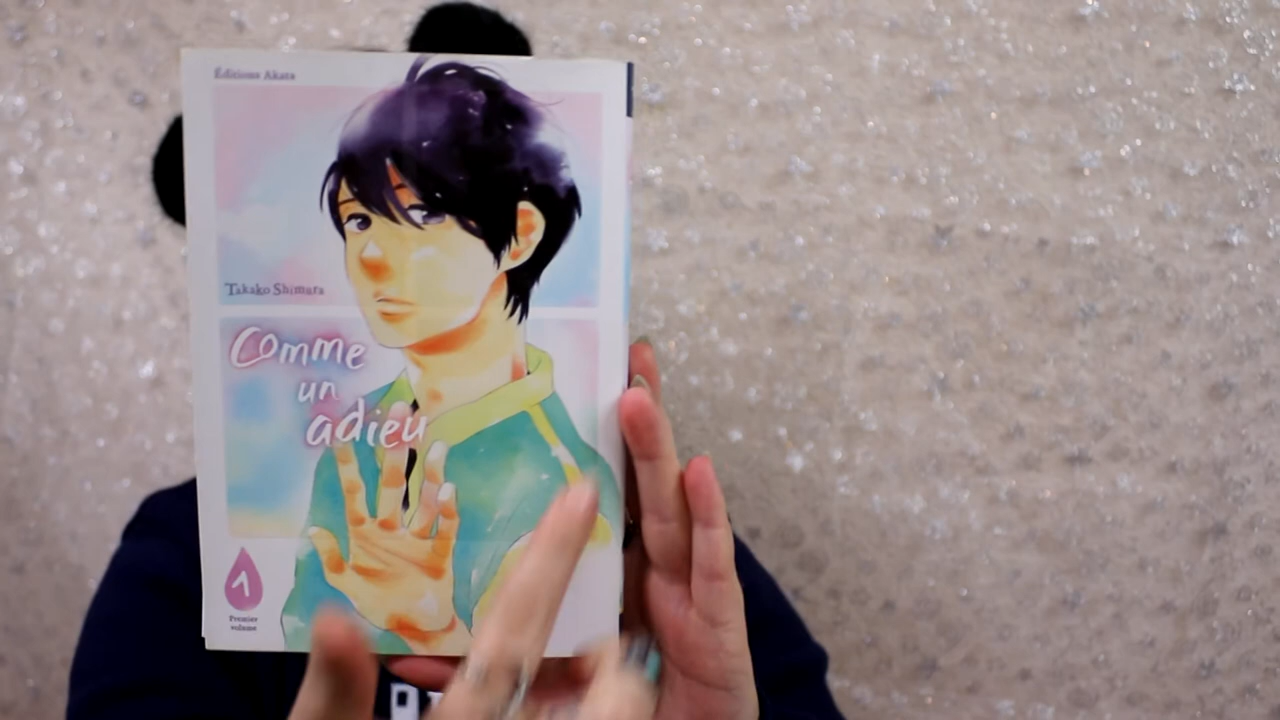 Éditions Akata
Takako Shimura
Comme
un
adieu
1
Premier
volume